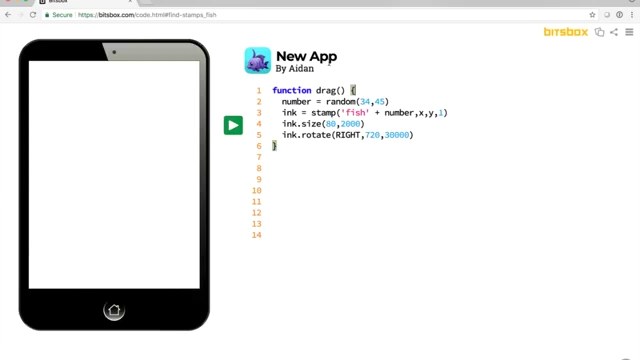 Bitsbox
Secure
https://bitsbox.com/code.html#find-stamps_fish
bitsbox
New App
By Aidan
1 function drag() {
2 number = random(34,45)
3 ink = stamp('fish' + number,x,y,1)
4 ink.size(80,2000)
5 ink.rotate(RIGHT,720,30000)
6 }
7
8
9
10
11
12
13
14